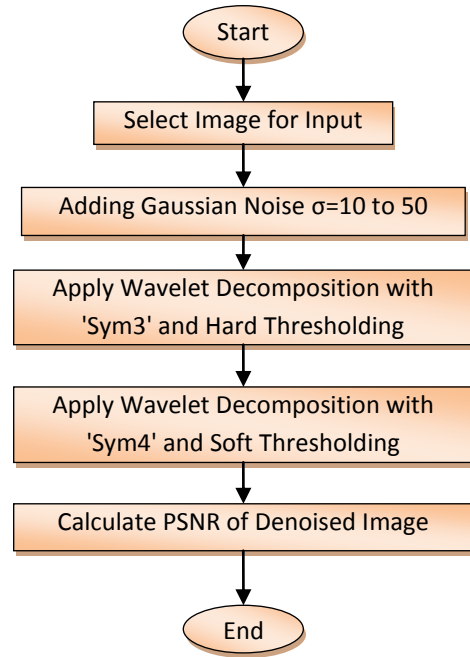 Start
Select Image for Input
Adding Gaussian Noise σ=10 to 50
Apply Wavelet Decomposition with
'Sym3' and Hard Thresholding
Apply Wavelet Decomposition with
'Sym4' and Soft Thresholding
Calculate PSNR of Denoised Image
End